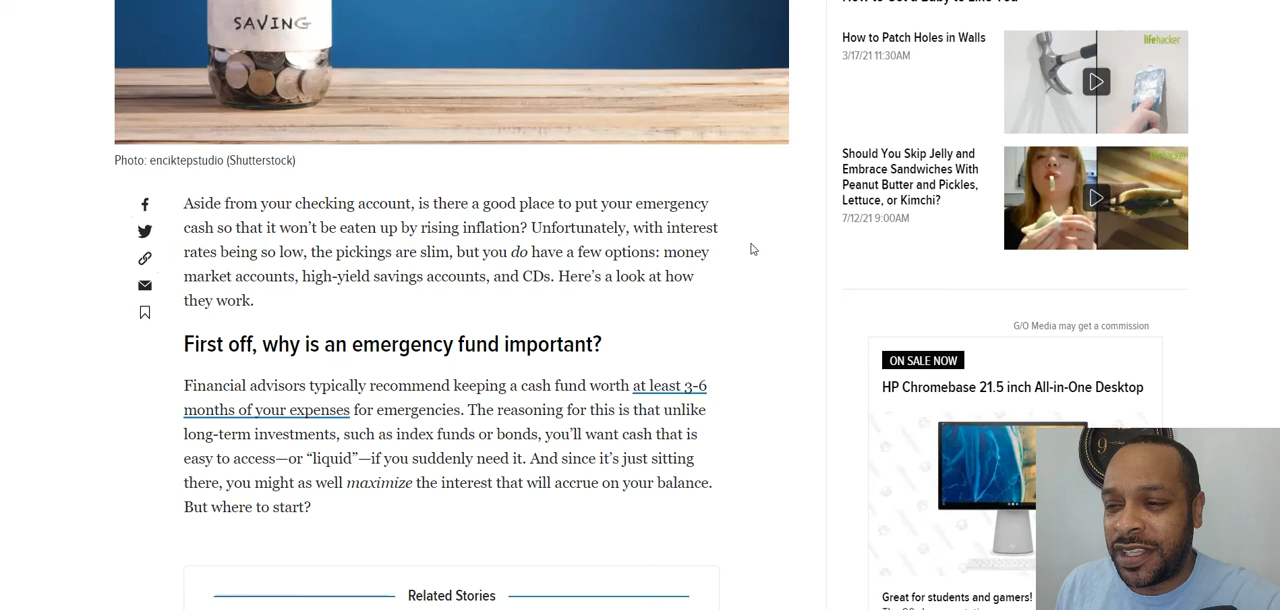 SAVING
Photo: enciktepstudio (Shutterstock)
Aside from your checking account, is there a good place to put your emergency
cash so that it won’t be eaten up by rising inflation? Unfortunately, with interest
rates being so low, the pickings are slim, but you do have a few options: money
market accounts, high-yield savings accounts, and CDs. Here’s a look at how
they work.
First off, why is an emergency fund important?
Financial advisors typically recommend keeping a cash fund worth at least 3-6
months of your expenses for emergencies. The reasoning for this is that unlike
long-term investments, such as index funds or bonds, you’ll want cash that is
easy to access—or “liquid”—if you suddenly need it. And since it’s just sitting
there, you might as well maximize the interest that will accrue on your balance.
But where to start?
Related Stories
How to Patch Holes in Walls
3/17/21 11:30AM
lifehacker
Should You Skip Jelly and
Embrace Sandwiches With
Peanut Butter and Pickles,
Lettuce, or Kimchi?
7/12/21 9:00AM
lifehacker
G/O Media may get a commission
ON SALE NOW
HP Chromebase 21.5 inch All-in-One Desktop
9
Great for students and gamers!